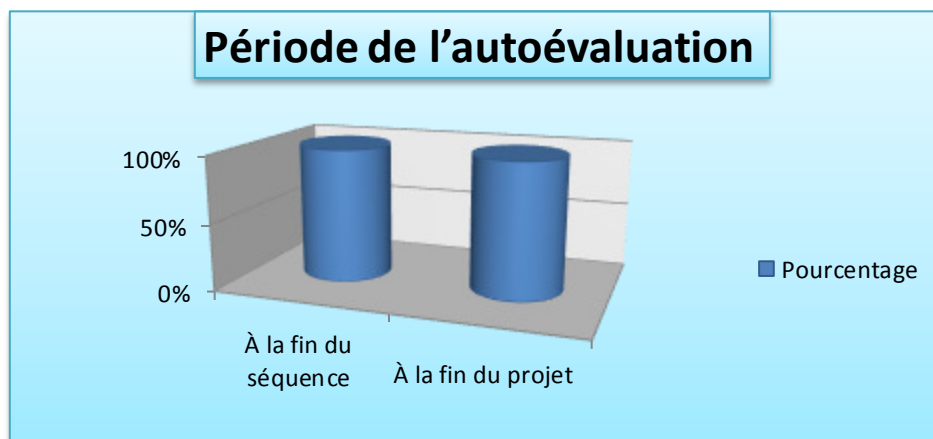 Période de l'autoévaluation
100%
50%
0%
À la fin du
séquence
À la fin du projet
Pourcentage